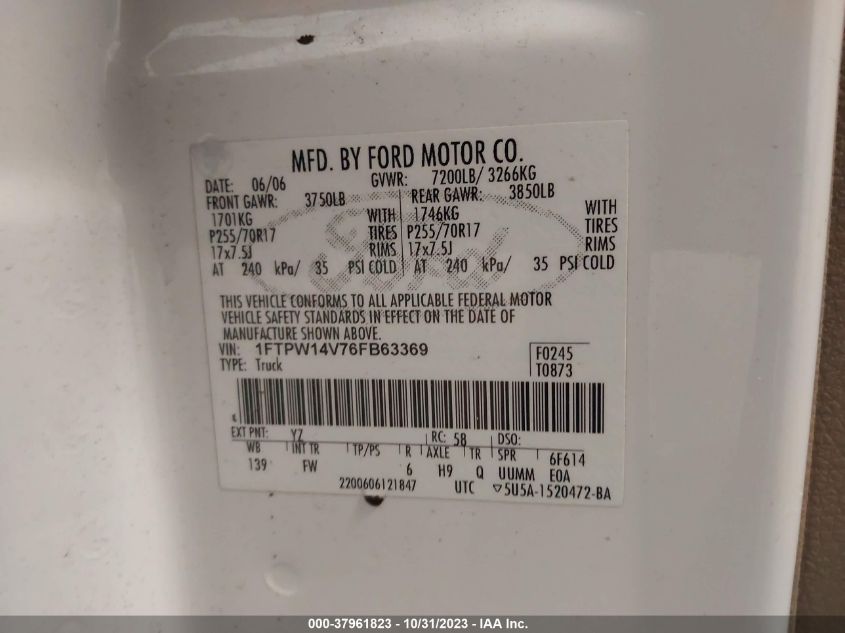 MFD. BY FORD MOTOR CO.
DATE: 06/06 GVWR: 7200LB/ 3266KG
FRONT GAWR: 3750LB REAR GAWR: 3850LB
1701KG WITH 1746KG WITH
P255/70R17 TIRES P255/70R17 TIRES
17x7.5J RIMS 17x7.5J RIMS
AT 240 kPa/ 35 PSI COLD AT 240 kPa/ 35 PSI COLD
Ford
THIS VEHICLE CONFORMS TO ALL APPLICABLE FEDERAL MOTOR
VEHICLE SAFETY STANDARDS IN EFFECT ON THE DATE OF
MANUFACTURE SHOWN ABOVE.
VIN: 1FTPW14V76FB63369 F0245
TYPE: Truck T0873
EXT PNT: YZ RC: 58 DSO:
WB INT TR TP/PS R AXLE TR SPR 6F614
139 FW 6 H9 Q UUMM E0A
2200606121847 UTC ▽5U5A-1520472-BA
000-37961823 - 10/31/2023 - IAA Inc.